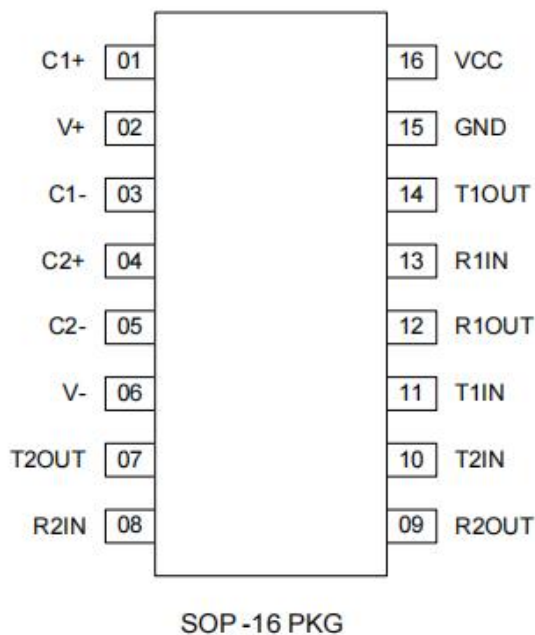 C1+ 01 16 VCC
V+ 02 15 GND
C1- 03 14 T1OUT
C2+ 04 13 R1IN
C2- 05 12 R1OUT
V- 06 11 T1IN
T2OUT 07 10 T2IN
R2IN 08 09 R2OUT
SOP -16 PKG